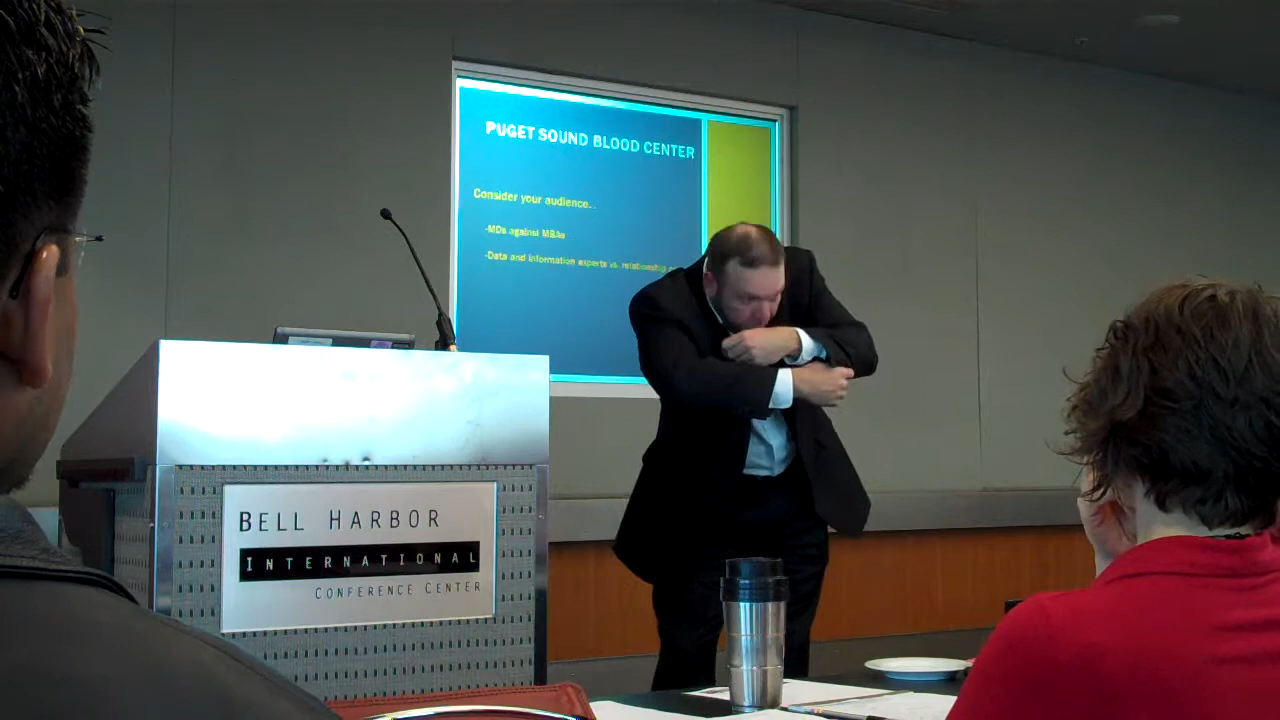 PUGET SOUND BLOOD CENTER
Consider your audience...
-MDs against MBAs
-Data and information experts vs. relationship
BELL HARBOR
INTERNATIONAL
CONFERENCE CENTER